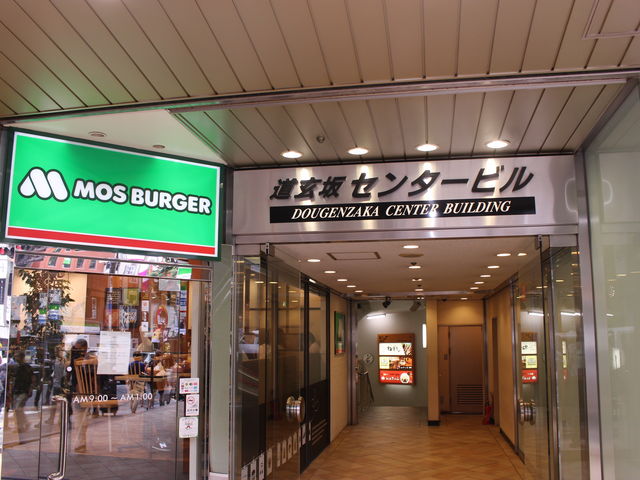 MOS BURGER
道玄坂 センタービル
DOUGENZAKA CENTER BUILDING
AM9:00 ~ AM1:00